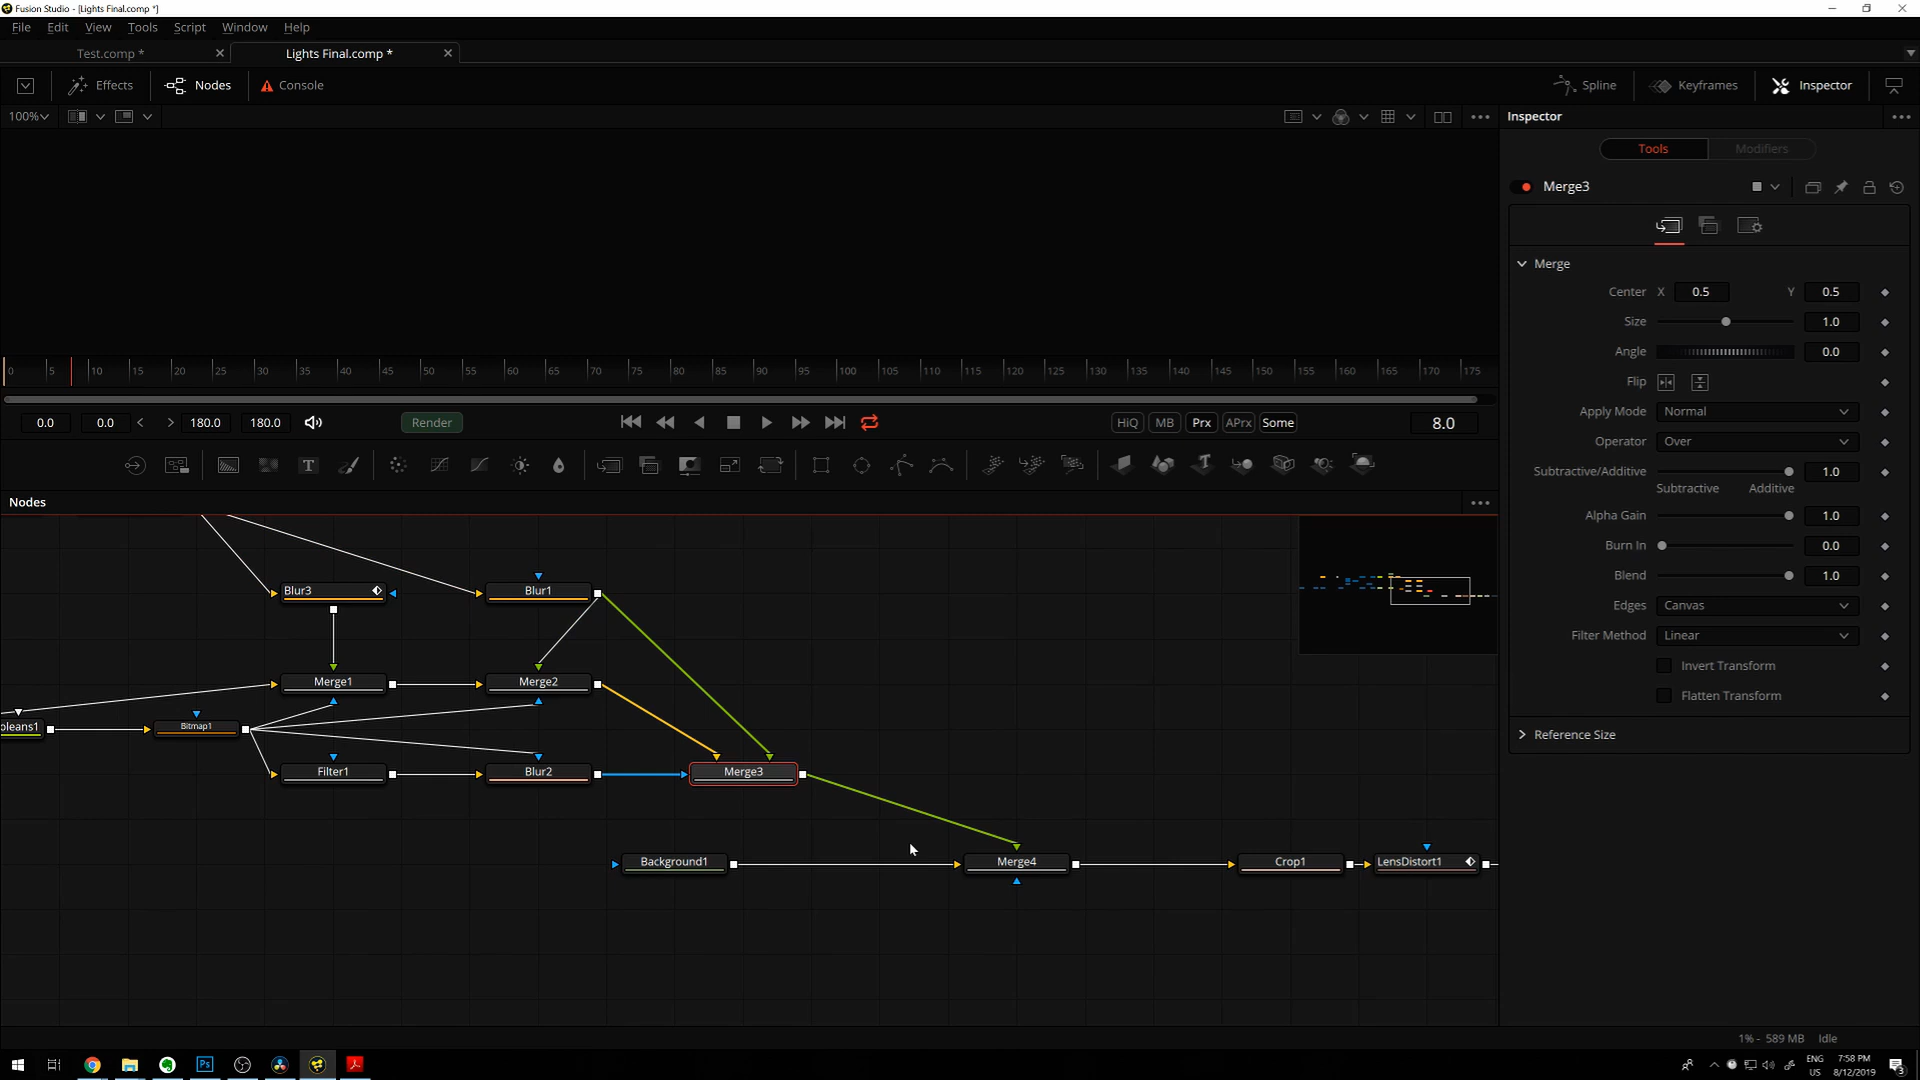 Fusion Studio - [Lights Final.comp *]
File Edit View Tools Script Window Help
Test.comp *
Lights Final.comp *
Effects
Nodes
Console
Spline
Keyframes
Inspector
100%
Inspector
Tools
Modifiers
Merge3
Merge
Center X 0.5 Y 0.5
Size 1.0
Angle 0.0
Flip
Apply Mode Normal
Operator Over
Subtractive/Additive 1.0
Subtractive Additive
Alpha Gain 1.0
Burn In 0.0
Blend 1.0
Edges Canvas
Filter Method Linear
Invert Transform
Flatten Transform
Reference Size
0 5 10 15 20 25 30 35 40 45 50 55 60 65 70 75 80 85 90 95 100 105 110 115 120 125 130 135 140 145 150 155 160 165 170 175
0.0 0.0 < > 180.0 180.0
Render
HiQ MB Prx APrx Some
8.0
Nodes
Blur3
Blur1
Merge1
Merge2
oleans1
Bitmap1
Filter1
Blur2
Merge3
Background1
Merge4
Crop1
LensDistort1
1% - 589 MB Idle
Ps
ENG
US
7:58 PM
8/12/2019
3